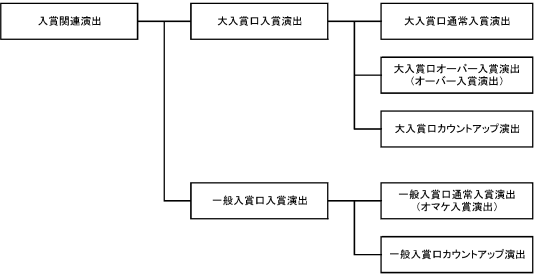 入賞関連演出
大入賞口入賞演出
大入賞口通常入賞演出
大入賞口オーバー入賞演出
(オーバー入賞演出)
大入賞口カウントアップ演出
一般入賞口入賞演出
一般入賞口通常入賞演出
(オマケ入賞演出)
一般入賞口カウントアップ演出